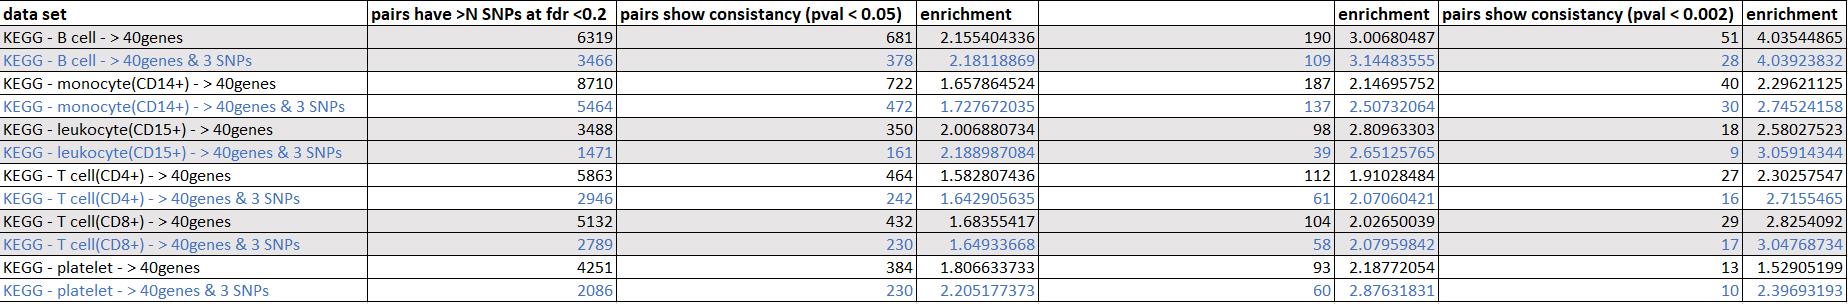 data set pairs have >N SNPs at fdr <0.2 pairs show consistancy (pval < 0.05) enrichment enrichment pairs show consistancy (pval < 0.002) enrichment
KEGG - B cell - > 40genes 6319 681 2.155404336 190 3.00680487 51 4.03544865
KEGG - B cell - > 40genes & 3 SNPs 3466 378 2.18118869 109 3.14483555 28 4.03923832
KEGG - monocyte(CD14+) - > 40genes 8710 722 1.657864524 187 2.14695752 40 2.29621125
KEGG - monocyte(CD14+) - > 40genes & 3 SNPs 5464 472 1.727672035 137 2.50732064 30 2.74524158
KEGG - leukocyte(CD15+) - > 40genes 3488 350 2.006880734 98 2.80963303 18 2.58027523
KEGG - leukocyte(CD15+) - > 40genes & 3 SNPs 1471 161 2.188987084 39 2.65125765 9 3.05914344
KEGG - T cell(CD4+) - > 40genes 5863 464 1.582807436 112 1.91028484 27 2.30257547
KEGG - T cell(CD4+) - > 40genes & 3 SNPs 2946 242 1.642905635 61 2.07060421 16 2.7155465
KEGG - T cell(CD8+) - > 40genes 5132 432 1.68355417 104 2.02650039 29 2.8254092
KEGG - T cell(CD8+) - > 40genes & 3 SNPs 2789 230 1.64933668 58 2.07959842 17 3.04768734
KEGG - platelet - > 40genes 4251 384 1.806633733 93 2.18772054 13 1.52905199
KEGG - platelet - > 40genes & 3 SNPs 2086 230 2.205177373 60 2.87631831 10 2.39693193